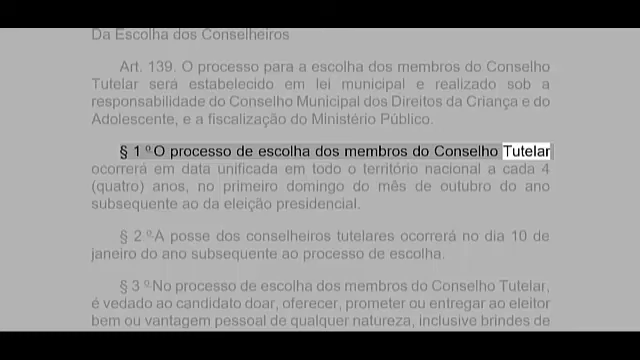 Da Escolha dos Conselheiros
Art. 139. O processo para a escolha dos membros do Conselho
Tutelar será estabelecido em lei municipal e realizado sob a
responsabilidade do Conselho Municipal dos Direitos da Criança e do
Adolescente, e a fiscalização do Ministério Público.
§ 1 º O processo de escolha dos membros do Conselho Tutelar
ocorrerá em data unificada em todo o território nacional a cada 4
(quatro) anos, no primeiro domingo do mês de outubro do ano
subsequente ao da eleição presidencial.
§ 2 º A posse dos conselheiros tutelares ocorrerá no dia 10 de
janeiro do ano subsequente ao processo de escolha.
§ 3 º No processo de escolha dos membros do Conselho Tutelar,
é vedado ao candidato doar, oferecer, prometer ou entregar ao eleitor
bem ou vantagem pessoal de qualquer natureza, inclusive brindes de